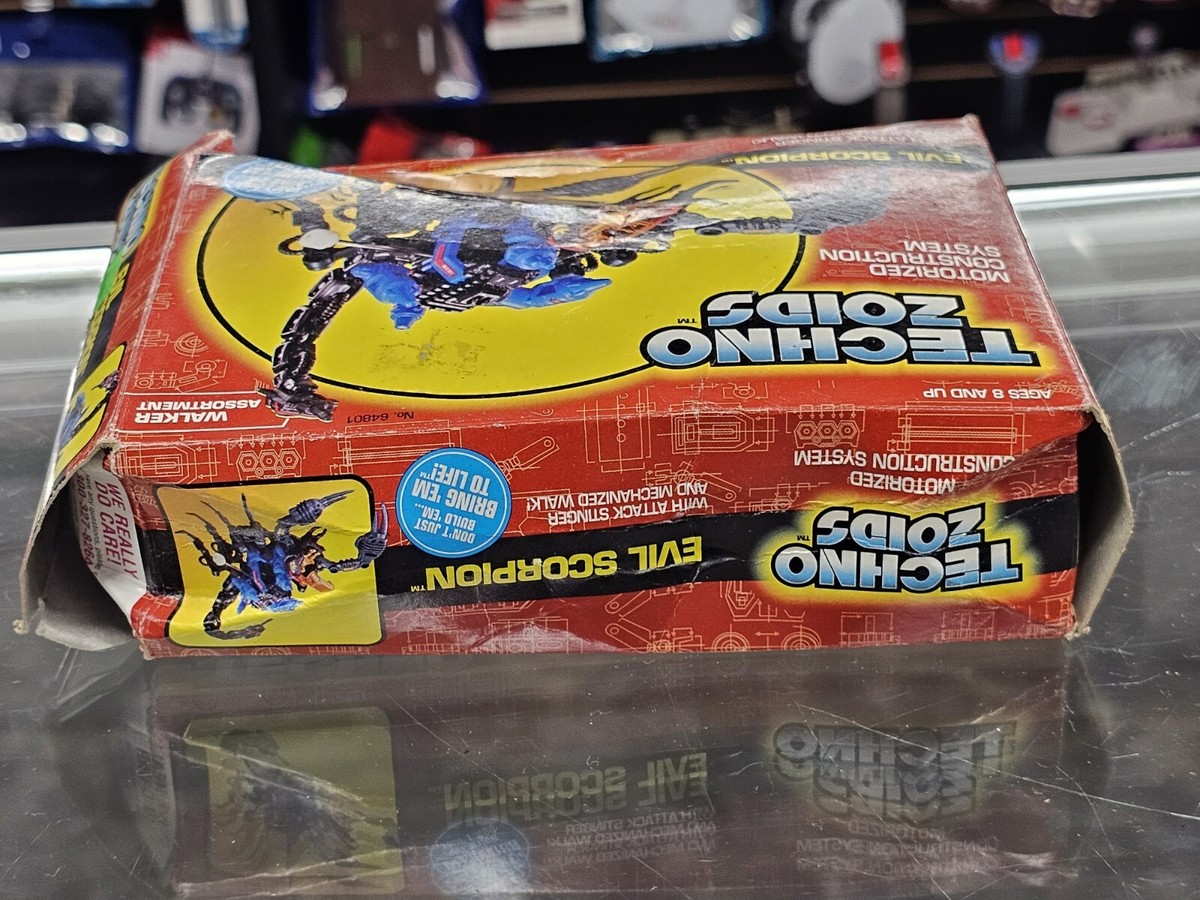 EVIL SCORPION™
MOTORIZED
CONSTRUCTION
SYSTEM
TECHNO
ZOIDS™
AGES 8 AND UP
WALKER
ASSORTMENT
No. 64801
MOTORIZED
CONSTRUCTION SYSTEM
TECHNO
ZOIDS™
EVIL SCORPION™
WITH ATTACK STINGER
AND MECHANIZED WALK!
DON'T JUST
BUILD 'EM...
BRING 'EM
TO LIFE!™
WE REALLY
DO CARE!